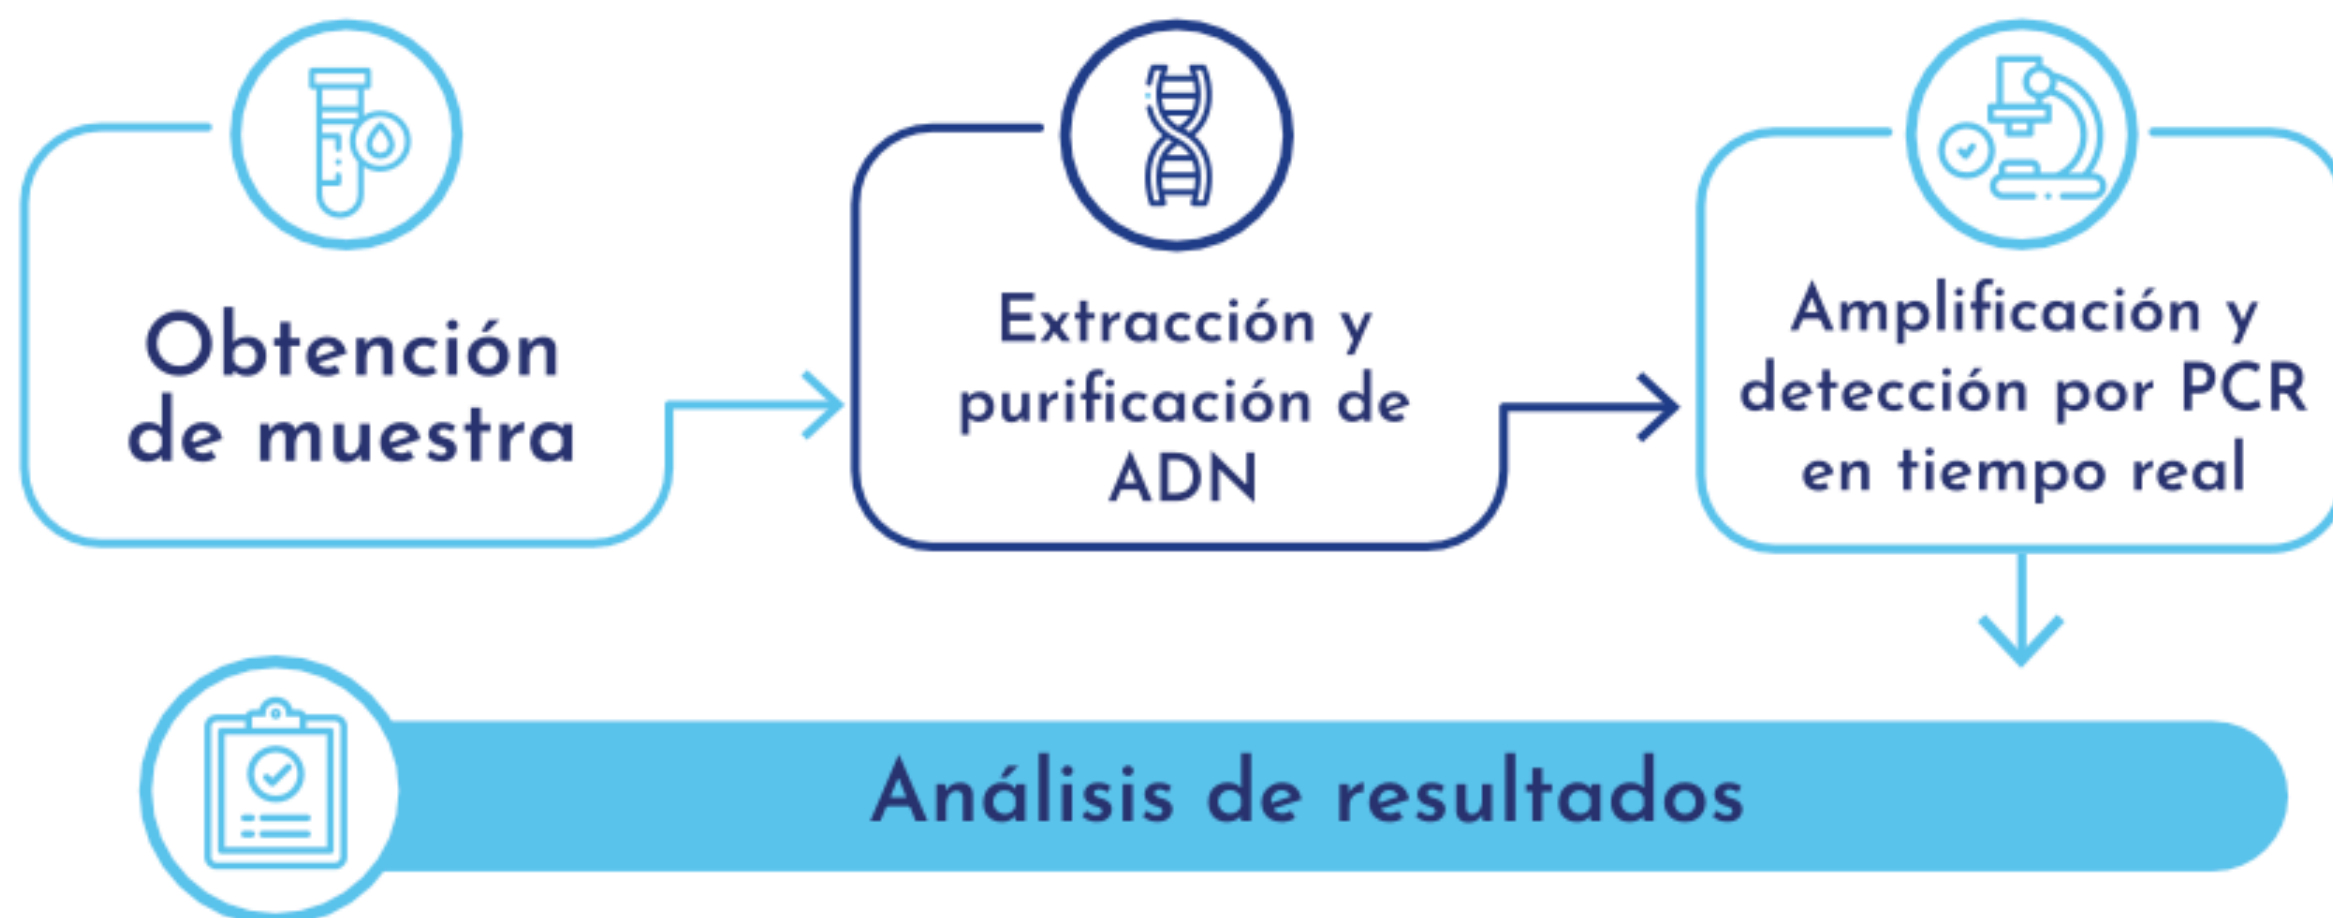 Obtención
de muestra
Extracción y
purificación de
ADN
Amplificación y
detección por PCR
en tiempo real
Análisis de resultados